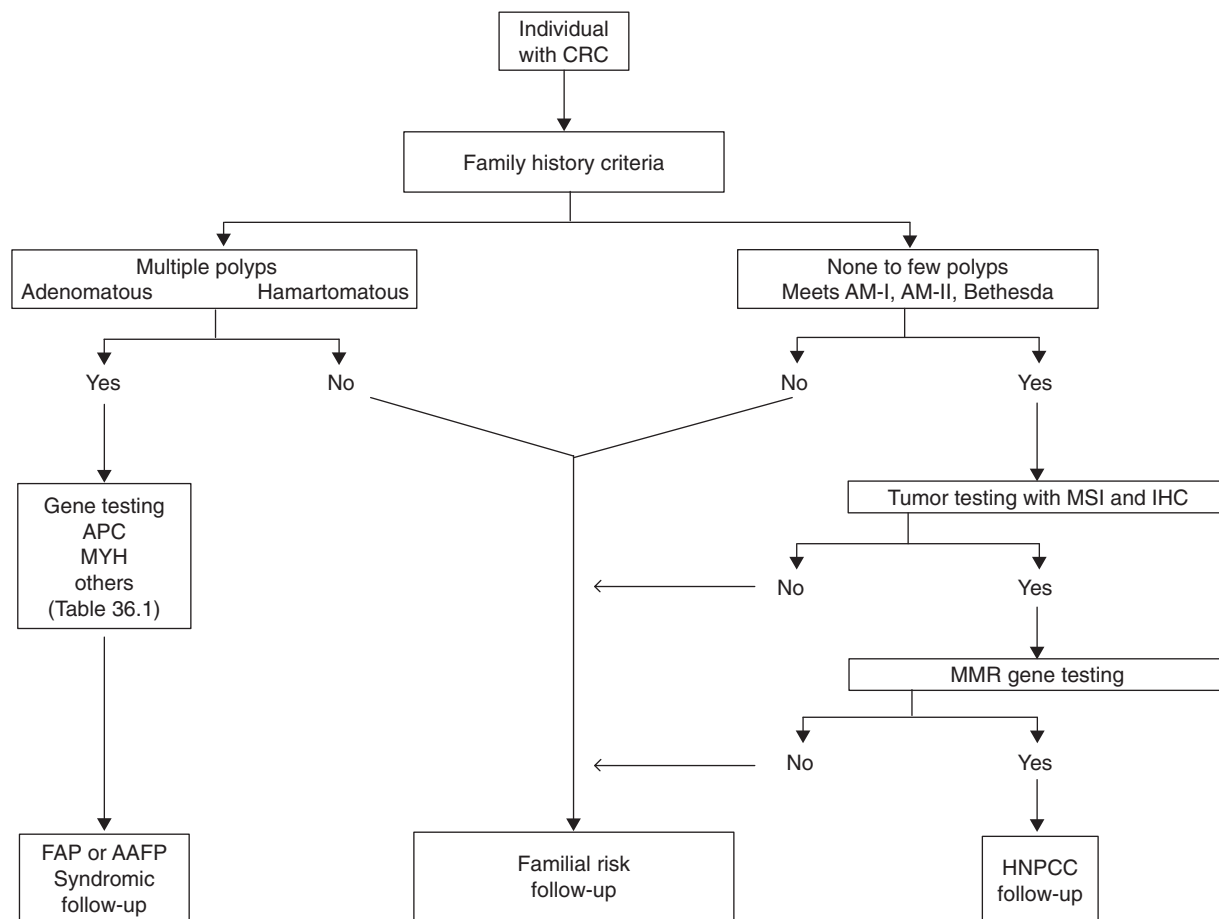 Individual
with CRC
Family history criteria
Multiple polyps
Adenomatous Hamartomatous
None to few polyps
Meets AM-I, AM-II, Bethesda
Yes
No
No
Yes
Gene testing
APC
MYH
others
(Table 36.1)
Tumor testing with MSI and IHC
No
Yes
MMR gene testing
No
Yes
FAP or AAFP
Syndromic
follow-up
Familial risk
follow-up
HNPCC
follow-up